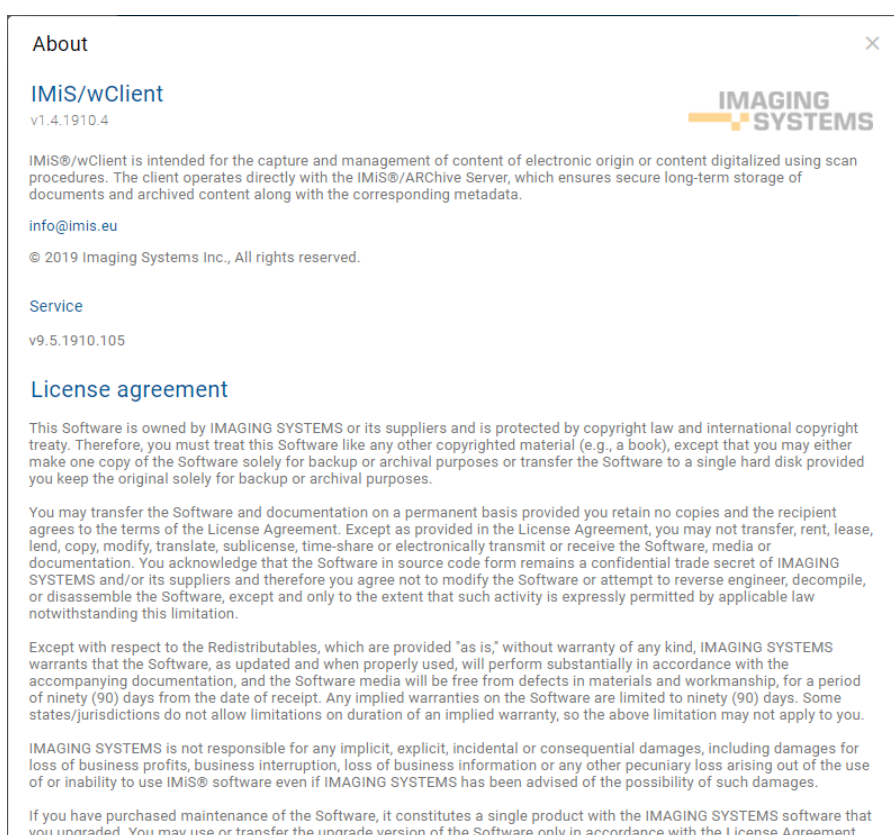 About
IMiS/wClient
v1.4.1910.4
IMAGING
SYSTEMS
IMiS®/wClient is intended for the capture and management of content of electronic origin or content digitalized using scan
procedures. The client operates directly with the IMiS®/ARChive Server, which ensures secure long-term storage of
documents and archived content along with the corresponding metadata.
info@imis.eu
© 2019 Imaging Systems Inc., All rights reserved.
Service
v9.5.1910.105
License agreement
This Software is owned by IMAGING SYSTEMS or its suppliers and is protected by copyright law and international copyright
treaty. Therefore, you must treat this Software like any other copyrighted material (e.g., a book), except that you may either
make one copy of the Software solely for backup or archival purposes or transfer the Software to a single hard disk provided
you keep the original solely for backup or archival purposes.
You may transfer the Software and documentation on a permanent basis provided you retain no copies and the recipient
agrees to the terms of the License Agreement. Except as provided in the License Agreement, you may not transfer, rent, lease,
lend, copy, modify, translate, sublicense, time-share or electronically transmit or receive the Software, media or
documentation. You acknowledge that the Software in source code form remains a confidential trade secret of IMAGING
SYSTEMS and/or its suppliers and therefore you agree not to modify the Software or attempt to reverse engineer, decompile,
or disassemble the Software, except and only to the extent that such activity is expressly permitted by applicable law
notwithstanding this limitation.
Except with respect to the Redistributables, which are provided "as is," without warranty of any kind, IMAGING SYSTEMS
warrants that the Software, as updated and when properly used, will perform substantially in accordance with the
accompanying documentation, and the Software media will be free from defects in materials and workmanship, for a period
of ninety (90) days from the date of receipt. Any implied warranties on the Software are limited to ninety (90) days. Some
states/jurisdictions do not allow limitations on duration of an implied warranty, so the above limitation may not apply to you.
IMAGING SYSTEMS is not responsible for any implicit, explicit, incidental or consequential damages, including damages for
loss of business profits, business interruption, loss of business information or any other pecuniary loss arising out of the use
of or inability to use IMiS® software even if IMAGING SYSTEMS has been advised of the possibility of such damages.
If you have purchased maintenance of the Software, it constitutes a single product with the IMAGING SYSTEMS software that
you upgraded. You may use or transfer the upgrade version of the Software only in accordance with the License Agreement.